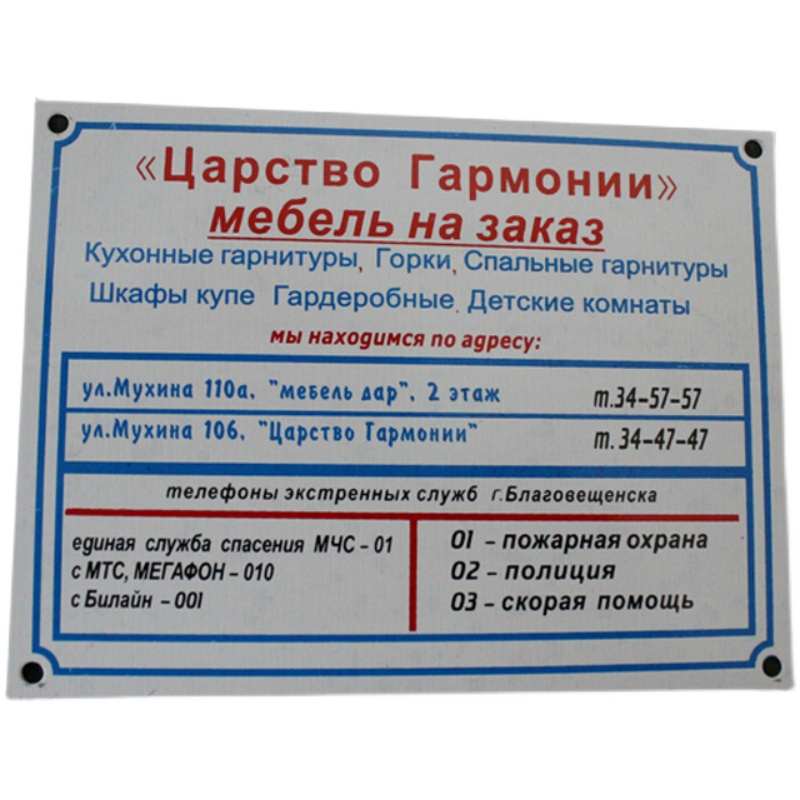 «Царство Гармонии»
мебель на заказ
Кухонные гарнитуры, Горки, Спальные гарнитуры
Шкафы купе Гардеробные, Детские комнаты
мы находимся по адресу:
ул.Мухина 110а, "мебель дар", 2 этаж т.34-57-57
ул.Мухина 106, "Царство Гармонии" т. 34-47-47
телефоны экстренных служб г.Благовещенска
единая служба спасения МЧС - 01
с МТС, МЕГАФОН - 010
с Билайн - 001
01 - пожарная охрана
02 - полиция
03 - скорая помощь